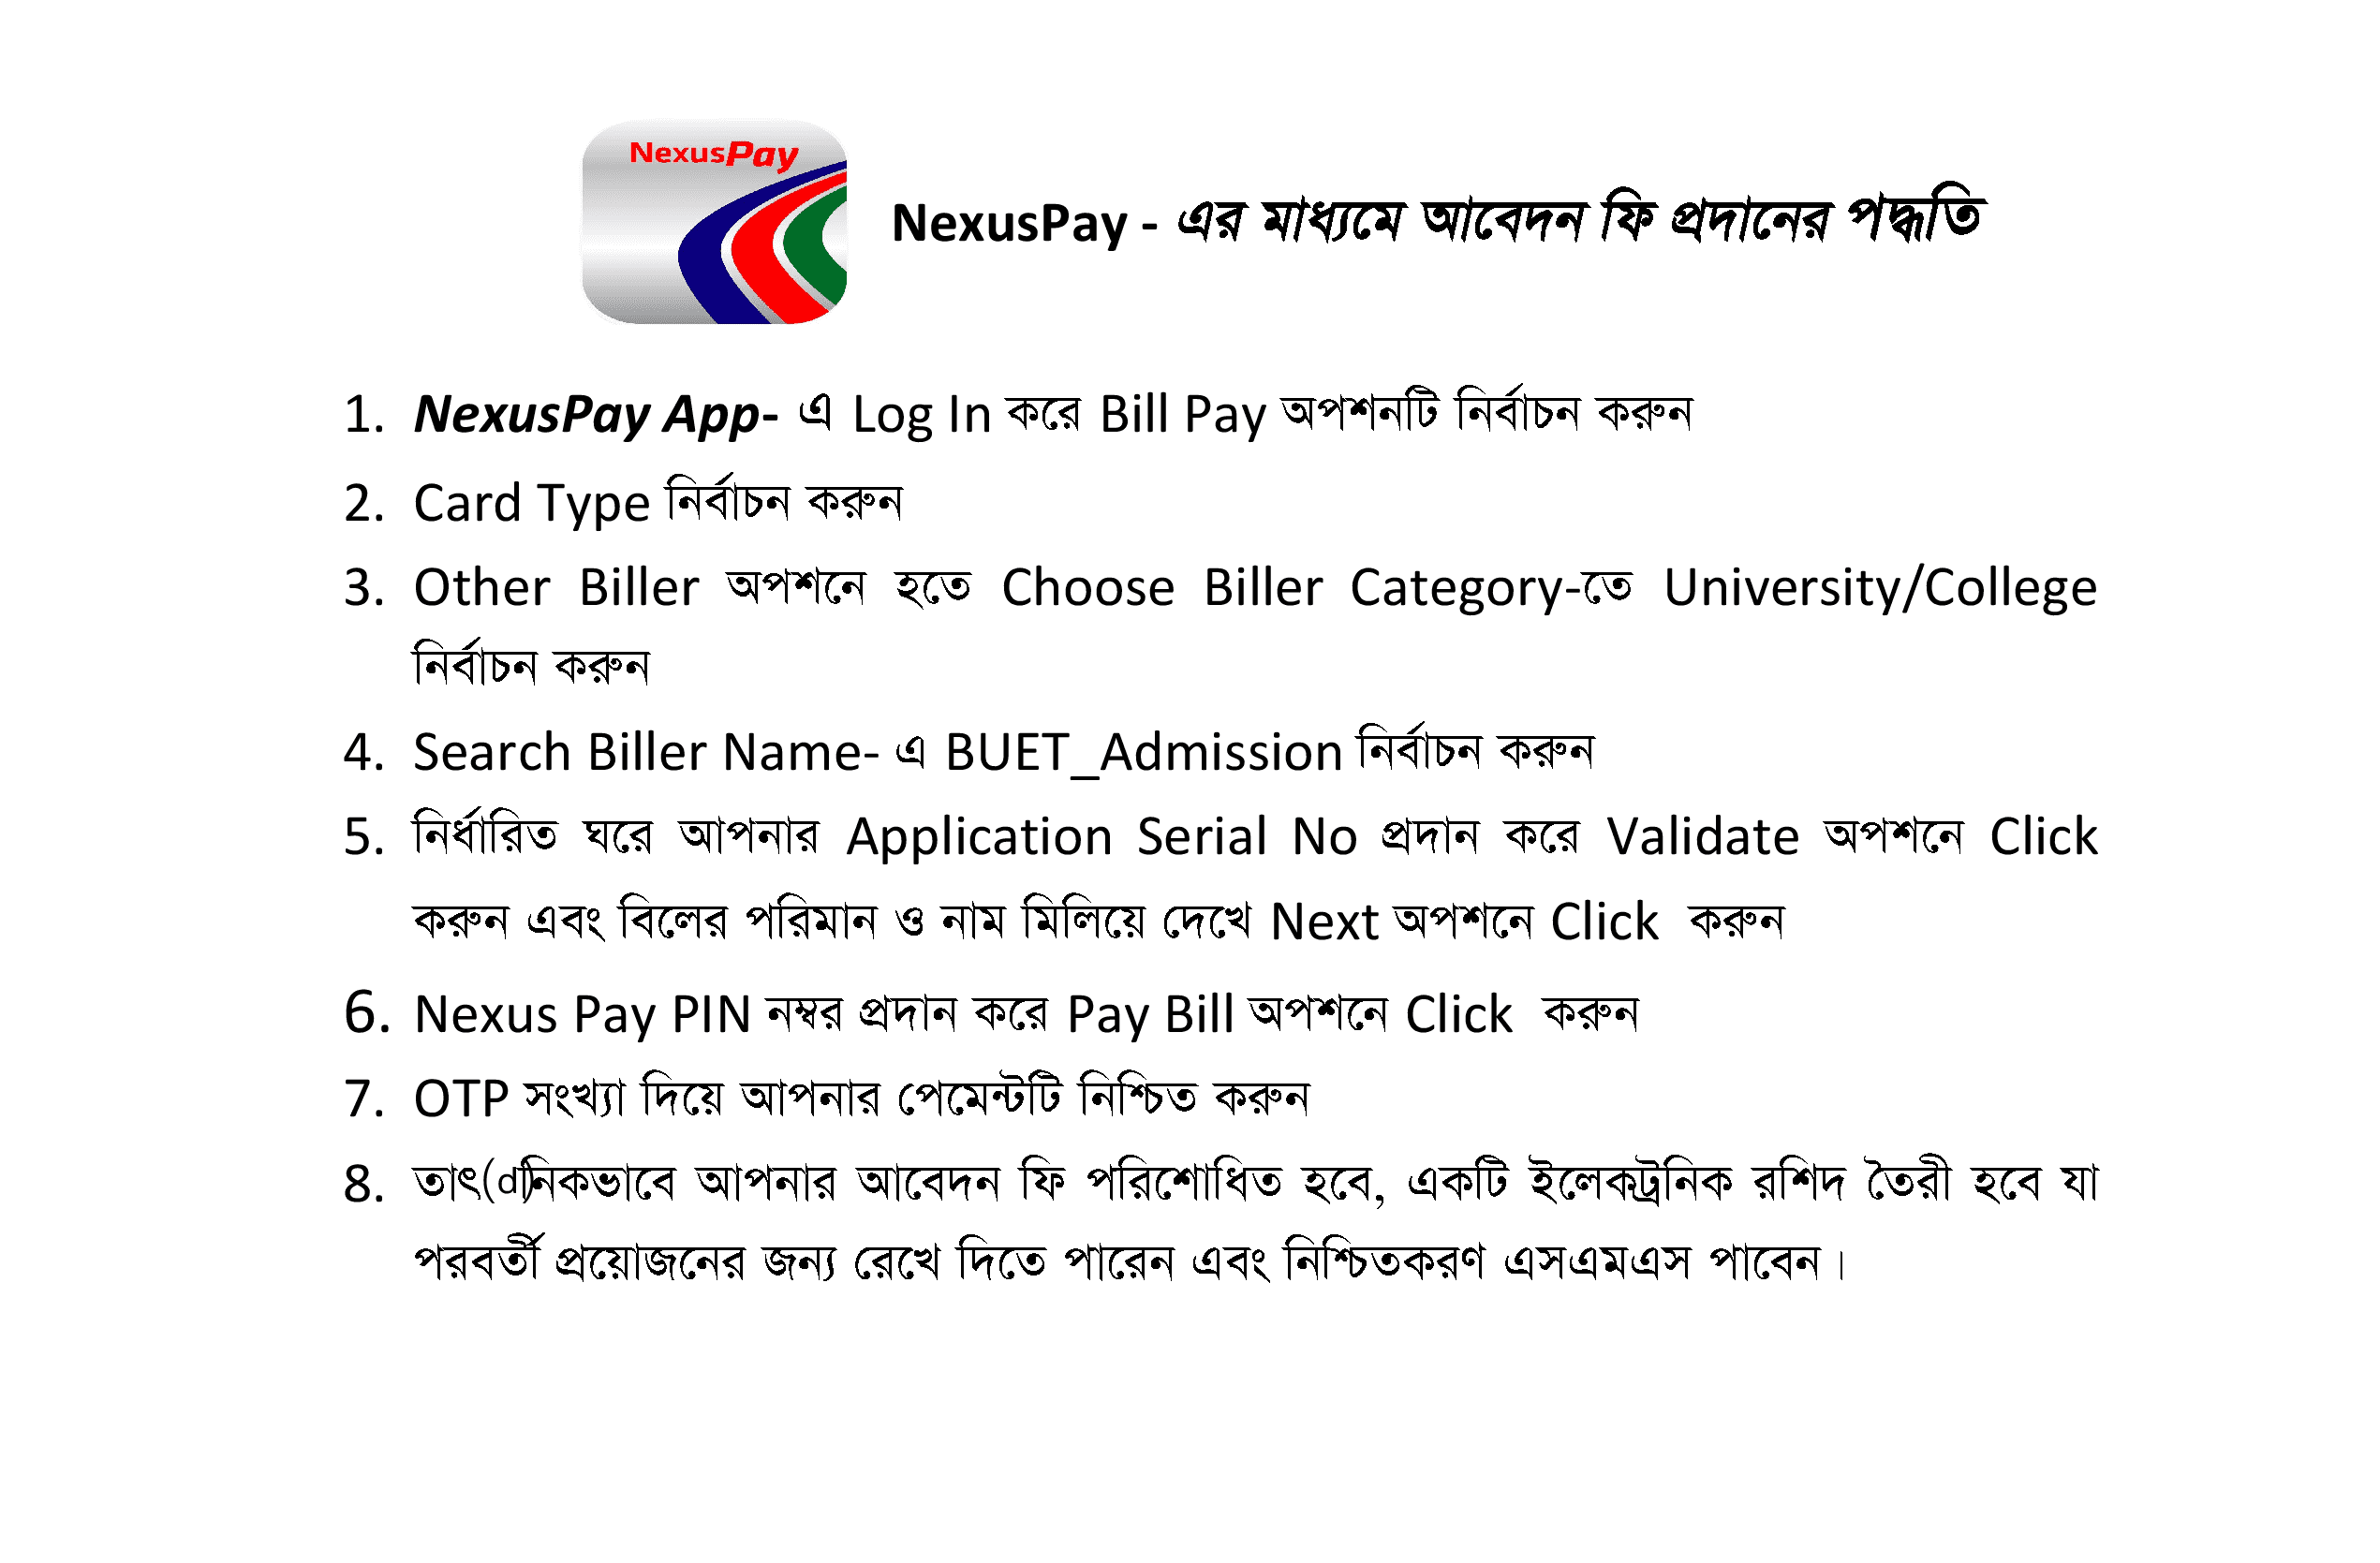 NexusPay
NexusPay - এর মাধ্যমে আবেদন ফি প্রদানের পদ্ধতি
1. NexusPay App- এ Log In করে Bill Pay অপশনটি নির্বাচন করুন
2. Card Type নির্বাচন করুন
3. Other Biller অপশনে হতে Choose Biller Category-তে University/College
নির্বাচন করুন
4. Search Biller Name- এ BUET_Admission নির্বাচন করুন
5. নির্ধারিত ঘরে আপনার Application Serial No প্রদান করে Validate অপশনে Click
করুন এবং বিলের পরিমান ও নাম মিলিয়ে দেখে Next অপশনে Click করুন
6. Nexus Pay PIN নম্বর প্রদান করে Pay Bill অপশনে Click করুন
7. OTP সংখ্যা দিয়ে আপনার পেমেন্টটি নিশ্চিত করুন
8. আপনার আবেদন ফি পরিশোধিত হবে, একটি ইলেকট্রনিক রশিদ তৈরী হবে যা
পরবর্তী প্রয়োজনের জন্য রেখে দিতে পারেন এবং নিশ্চিতকরণ এসএমএস পাবেন।